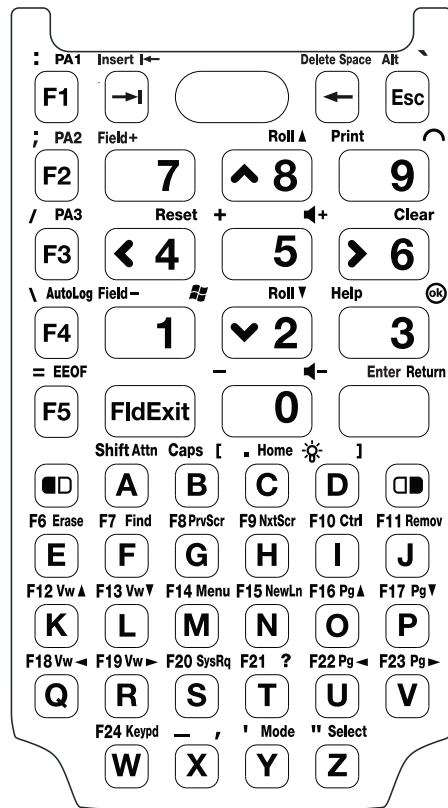 : PA1 Insert Delete Space Alt `
F1 Esc
; PA2 Field+ Roll▲ Print
F2 7 8 9
/ PA3 Reset + + Clear
F3 4 5 6
\ AutoLog Field– Roll▼ Help ok
F4 1 2 3
= EEOF – – Enter Return
F5 FldExit 0
Shift Attn Caps [ . Home ]
A B C D
F6 Erase F7 Find F8 PrvScr F9 NxtScr F10 Ctrl F11 Remov
E F G H I J
F12 Vw▲ F13 Vw▼ F14 Menu F15 NewLn F16 Pg▲ F17 Pg▼
K L M N O P
F18 Vw◄ F19 Vw► F20 SysRq F21 ? F22 Pg◄ F23 Pg►
Q R S T U V
F24 Keypd _ , ' Mode " Select
W X Y Z